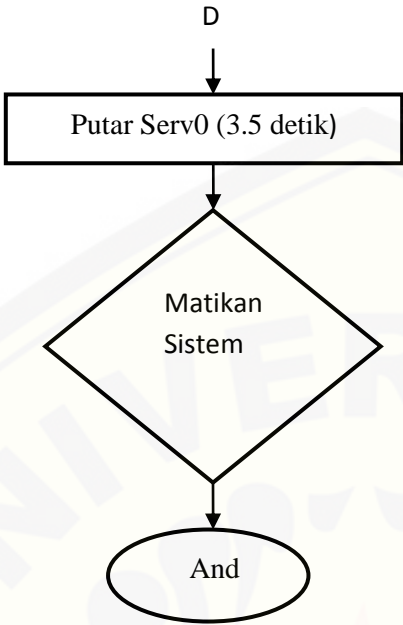 D
Putar Serv0 (3.5 detik)
Matikan
Sistem
And